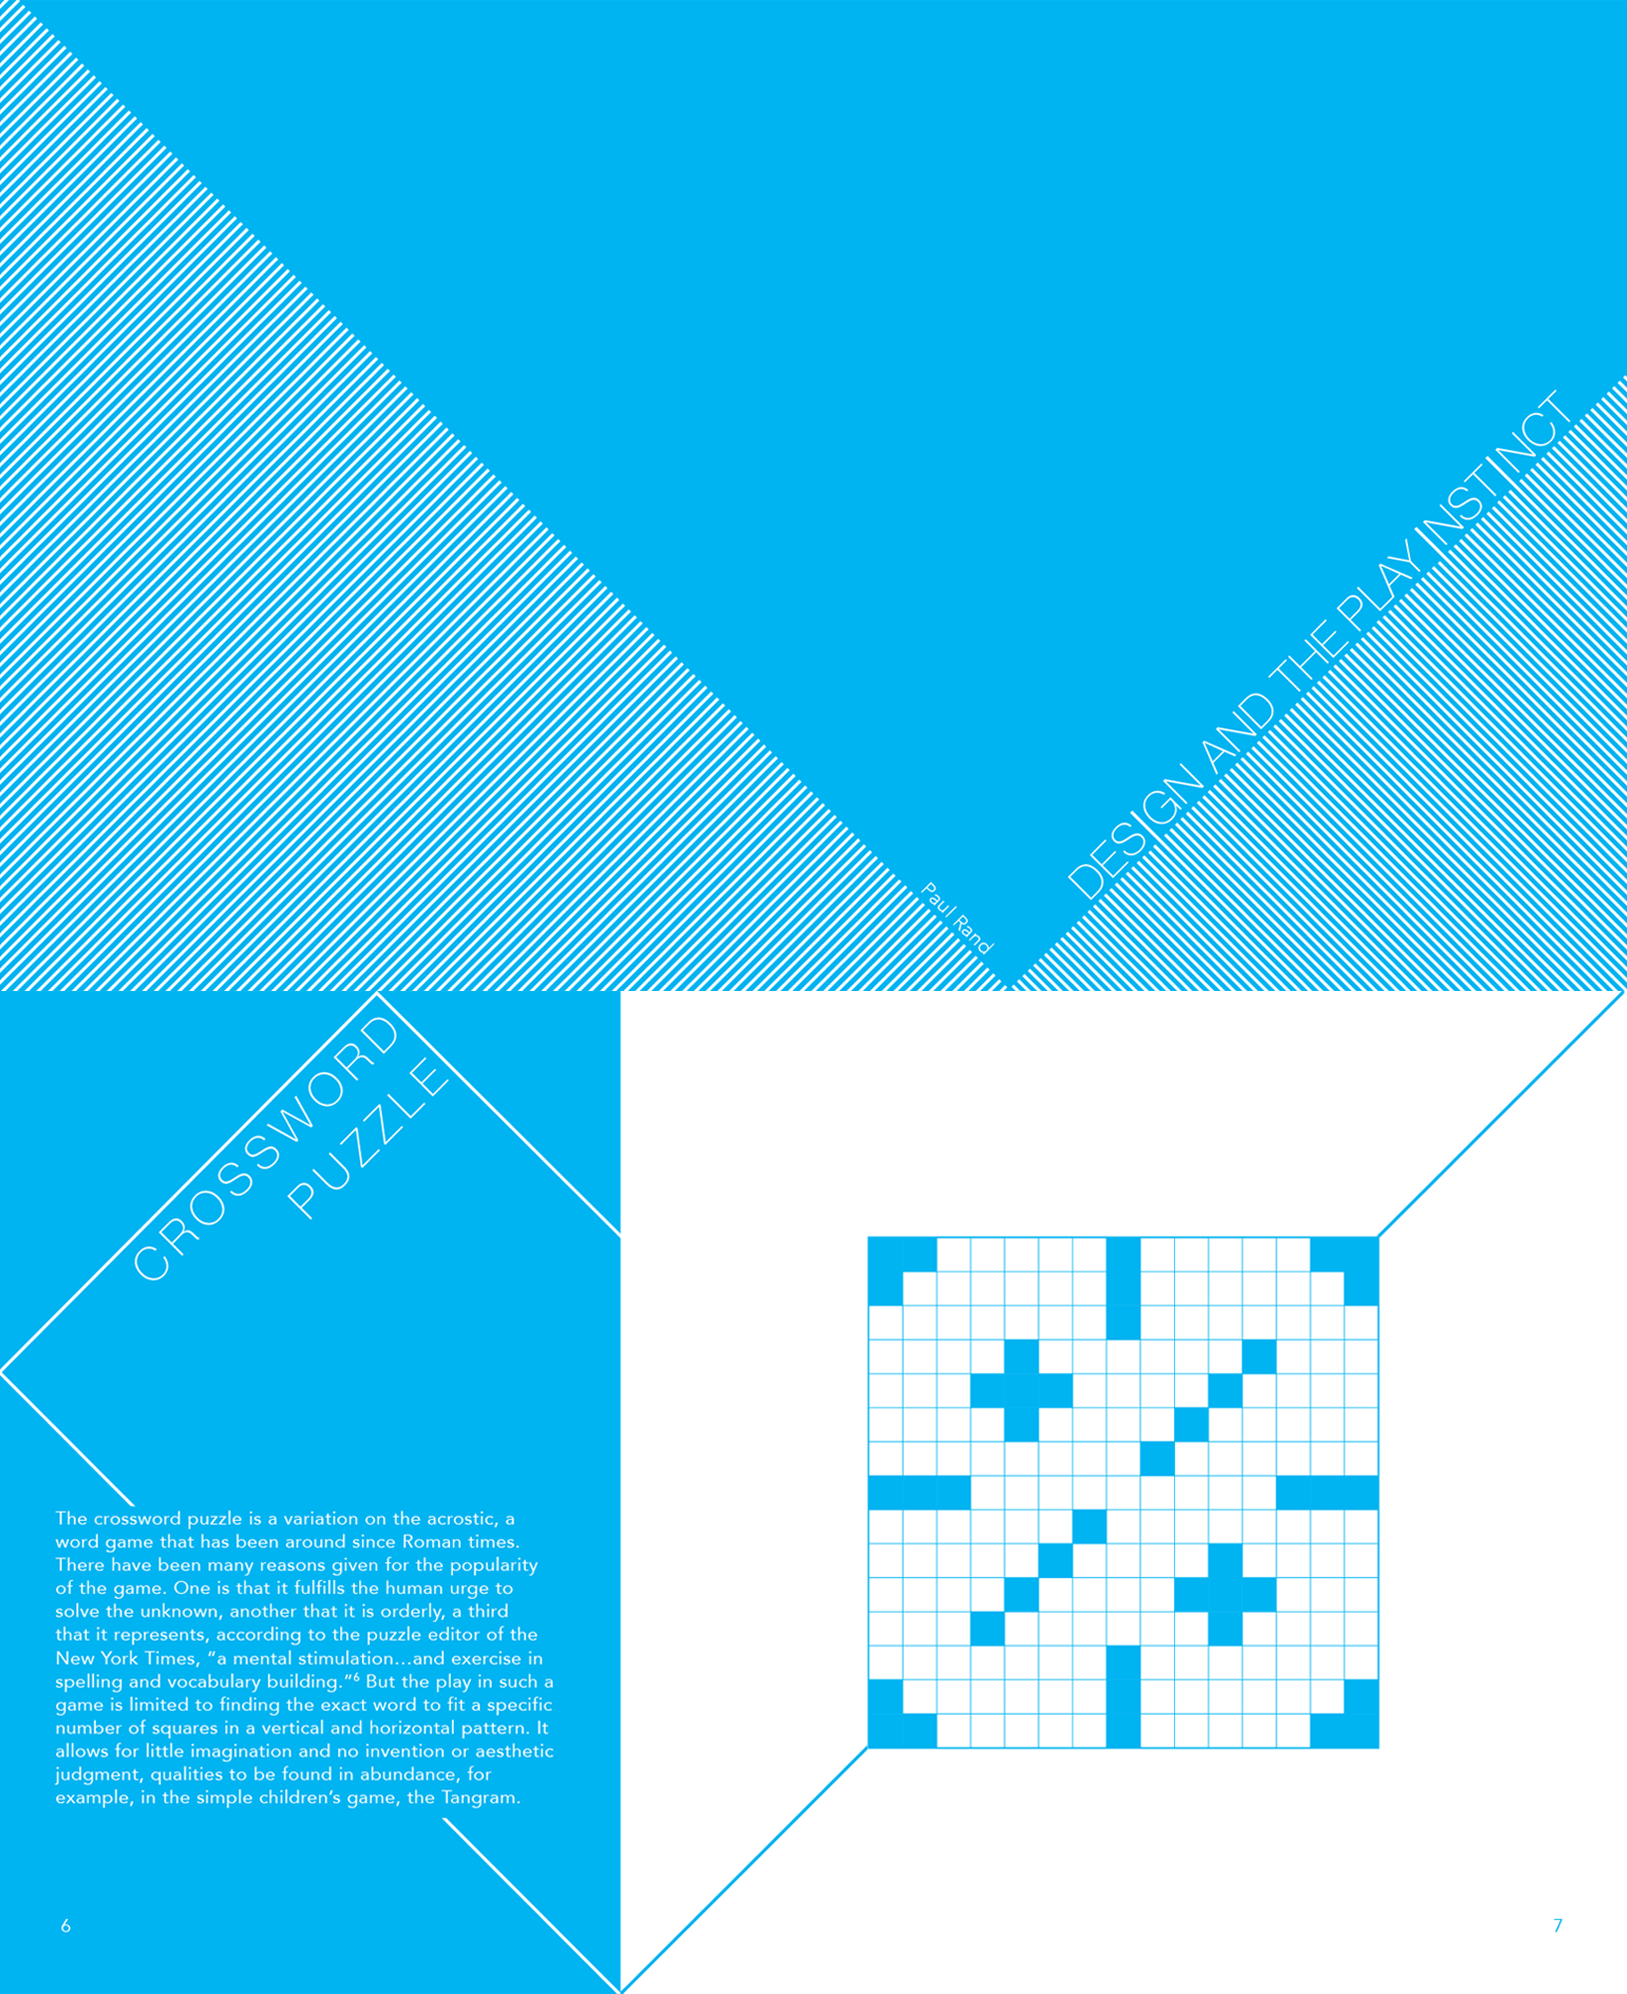 DESIGN AND THE PLAY INSTINCT
Paul Rand
CROSSWORD
PUZZLE
The crossword puzzle is a variation on the acrostic, a
word game that has been around since Roman times.
There have been many reasons given for the popularity
of the game. One is that it fulfills the human urge to
solve the unknown, another that it is orderly, a third
that it represents, according to the puzzle editor of the
New York Times, “a mental stimulation...and exercise in
spelling and vocabulary building.”⁶ But the play in such a
game is limited to finding the exact word to fit a specific
number of squares in a vertical and horizontal pattern. It
allows for little imagination and no invention or aesthetic
judgment, qualities to be found in abundance, for
example, in the simple children’s game, the Tangram.
6
7